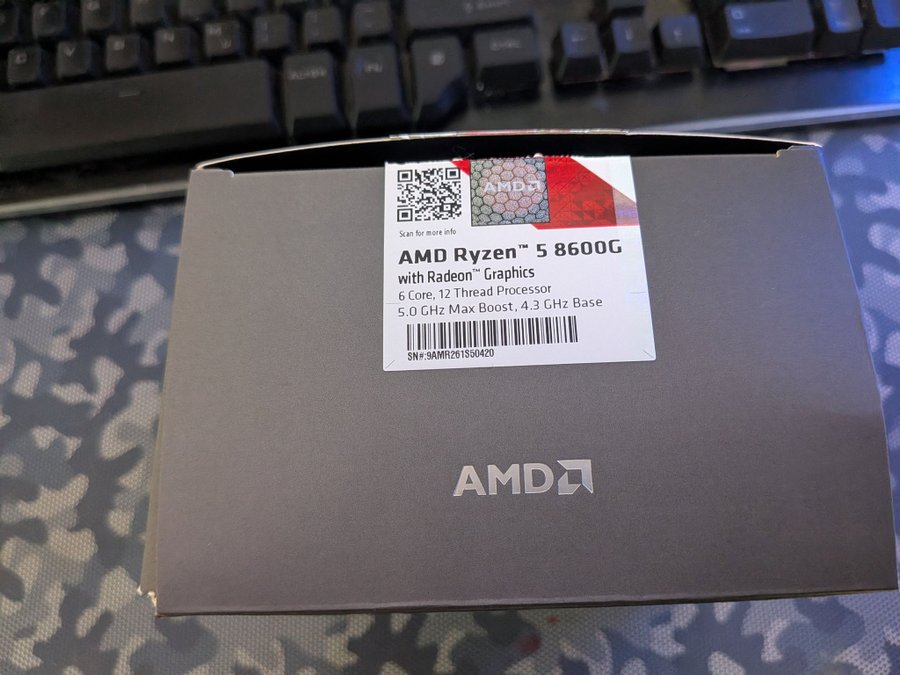 AMD
Scan for more info
AMD Ryzen™ 5 8600G
with Radeon™ Graphics
6 Core, 12 Thread Processor
5.0 GHz Max Boost, 4.3 GHz Base
SN#:9AMR261S50420
AMD